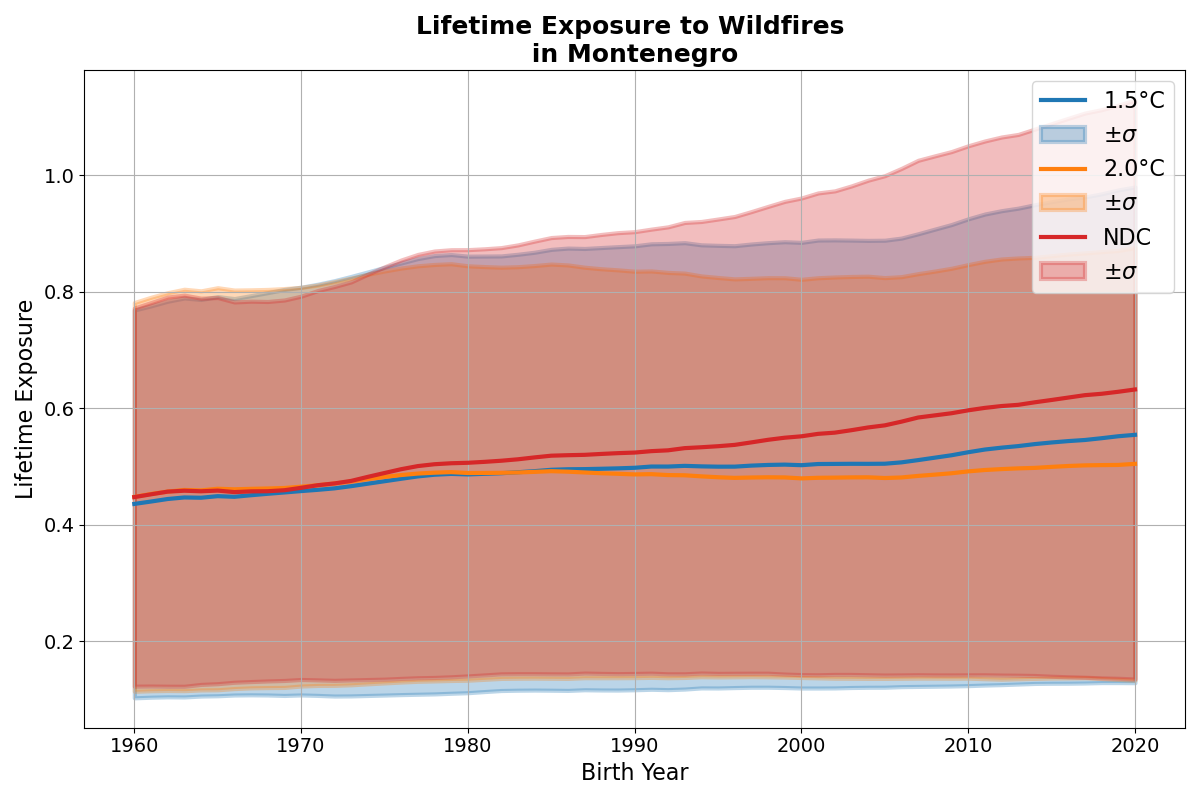 Lifetime Exposure to Wildfires
in Montenegro
1.5°C
±σ
2.0°C
±σ
NDC
±σ
Lifetime Exposure
1.0
0.8
0.6
0.4
0.2
1960 1970 1980 1990 2000 2010 2020
Birth Year